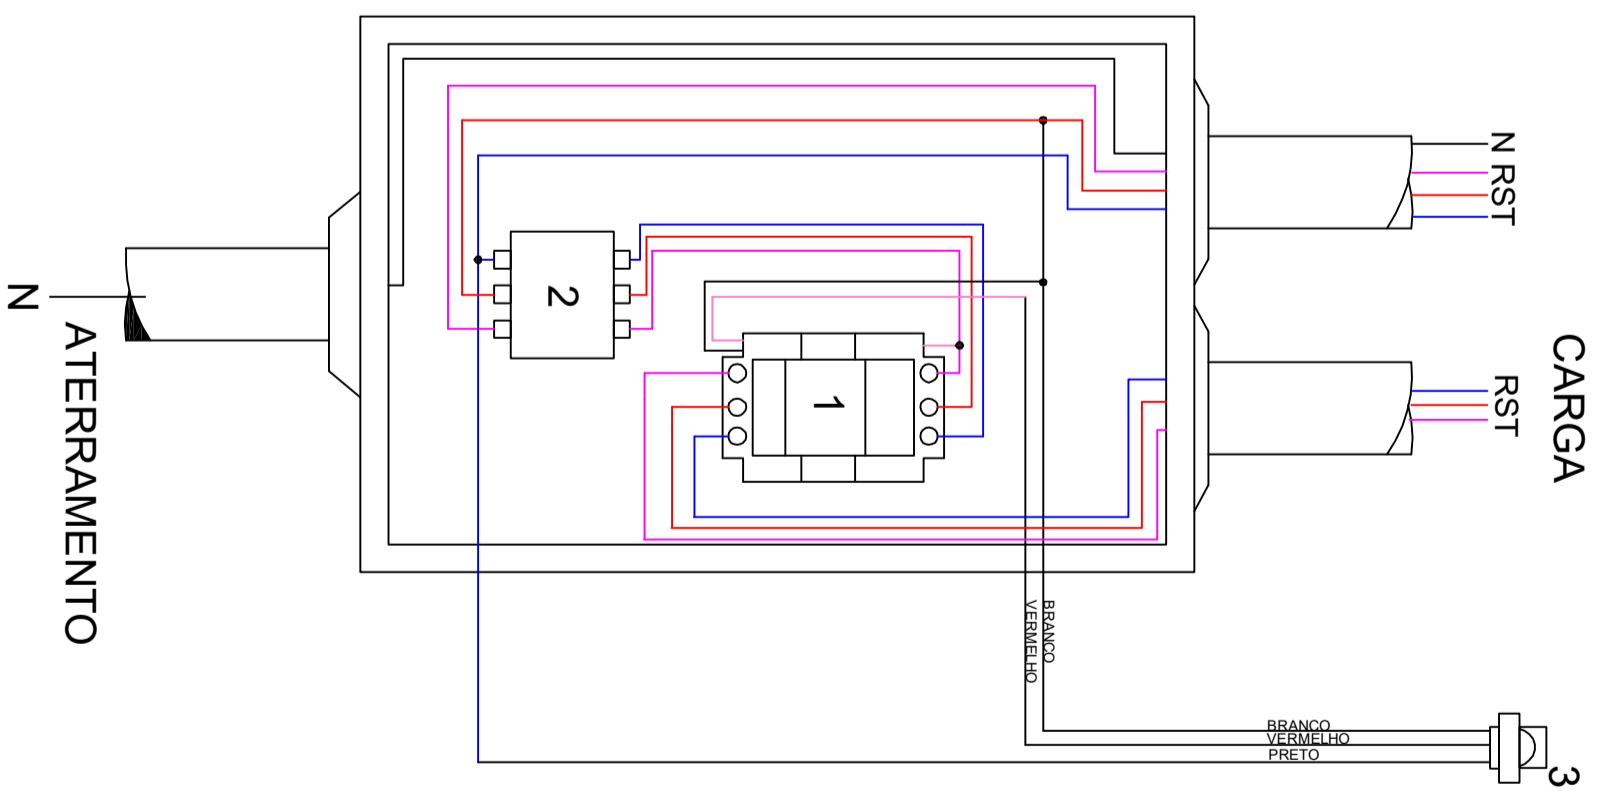 N
RST
CARGA
RST
2
1
N
ATERRAMENTO
BRANCO
VERMELHO
BRANCO
VERMELHO
PRETO
3